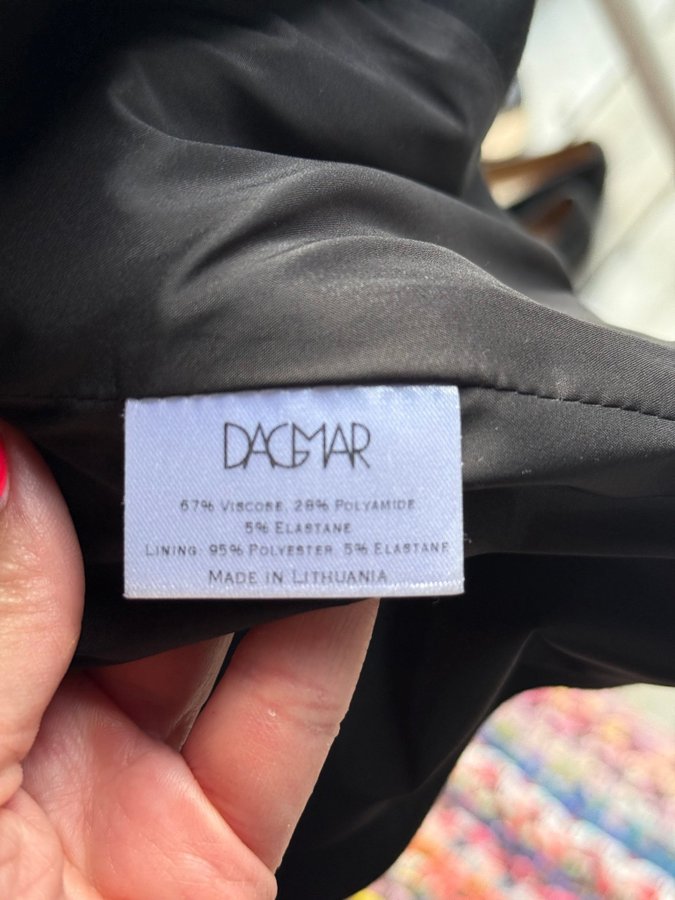 DAGMAR
67% VISCOSE, 28% POLYAMIDE
5% ELASTANE
LINING: 95% POLYESTER, 5% ELASTANE
MADE IN LITHUANIA